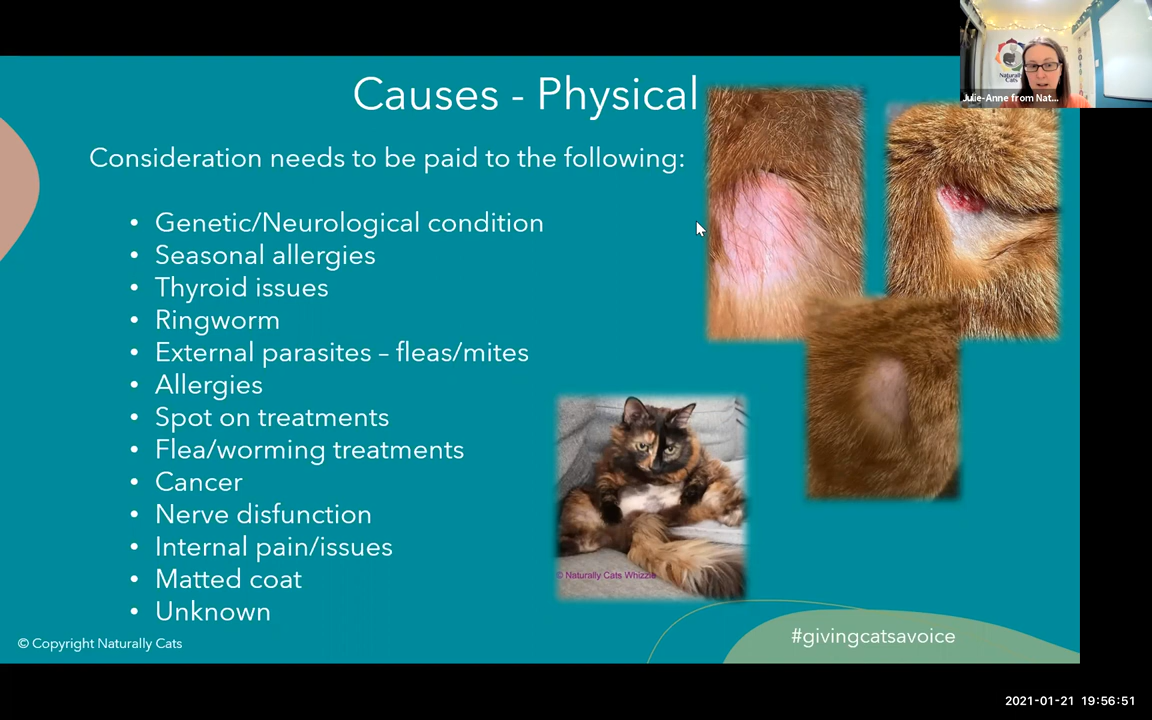 Causes - Physical
Julie-Anne from Nat...
Naturally
Cats
Consideration needs to be paid to the following:
• Genetic/Neurological condition
• Seasonal allergies
• Thyroid issues
• Ringworm
• External parasites – fleas/mites
• Allergies
• Spot on treatments
• Flea/worming treatments
• Cancer
• Nerve disfunction
• Internal pain/issues
• Matted coat
• Unknown
© Naturally Cats Whizzie
© Copyright Naturally Cats
#givingcatsavoice
2021-01-21 19:56:51